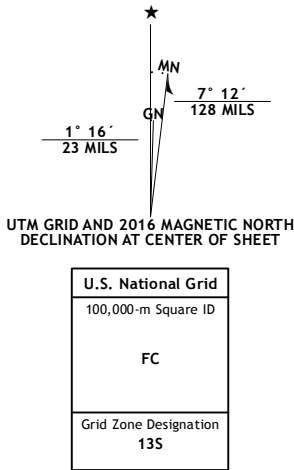 MN
GN
7° 12´
128 MILS
1° 16´
23 MILS
UTM GRID AND 2016 MAGNETIC NORTH
DECLINATION AT CENTER OF SHEET
U.S. National Grid
100,000-m Square ID
FC
Grid Zone Designation
13S